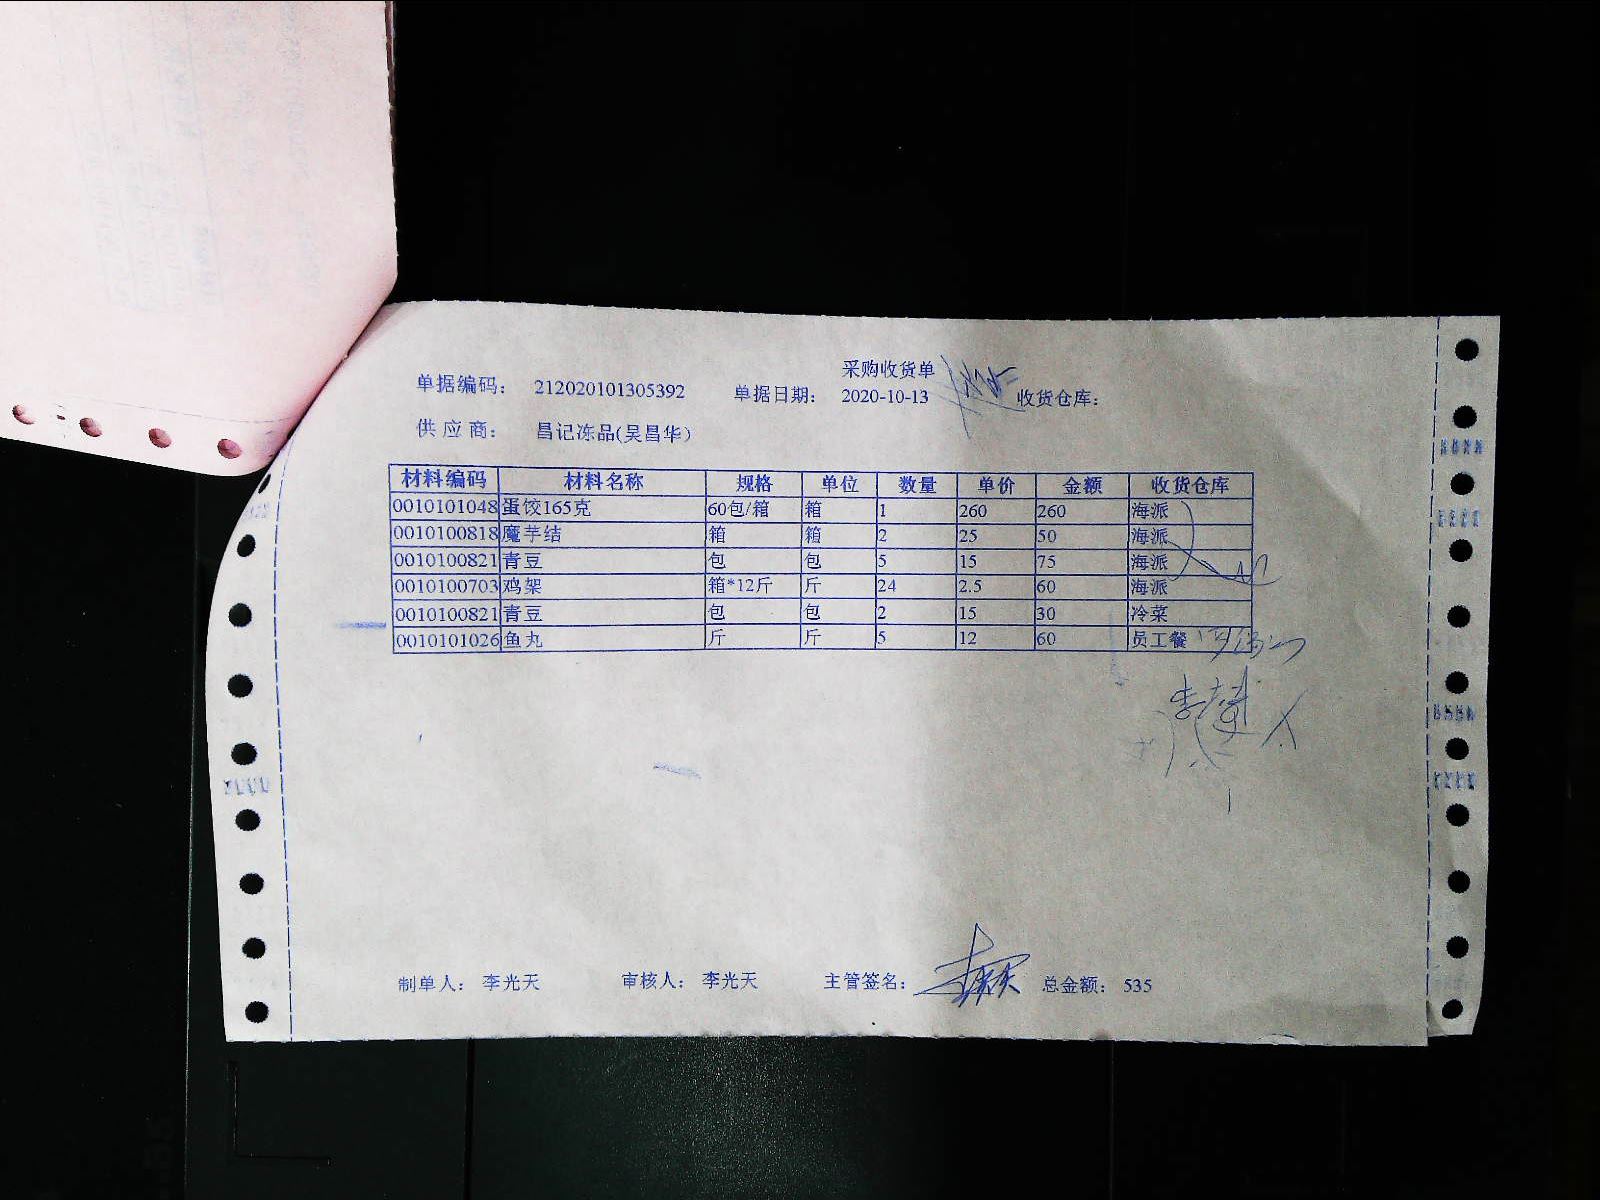 采购收货单
单据编码： 212020101305392 单据日期： 2020-10-13 收货仓库：
供应商： 昌记冻品(吴昌华)
材料编码 材料名称 规格 单位 数量 单价 金额 收货仓库
0010101048 蛋饺165克 60包/箱 箱 1 260 260 海派
0010100818 魔芋结 箱 箱 2 25 50 海派
0010100821 青豆 包 包 5 15 75 海派
0010100703 鸡架 箱*12斤 斤 24 2.5 60 海派
0010100821 青豆 包 包 2 15 30 冷菜
0010101026 鱼丸 斤 斤 5 12 60 员工餐
制单人： 李光天 审核人： 李光天 主管签名： 总金额： 535